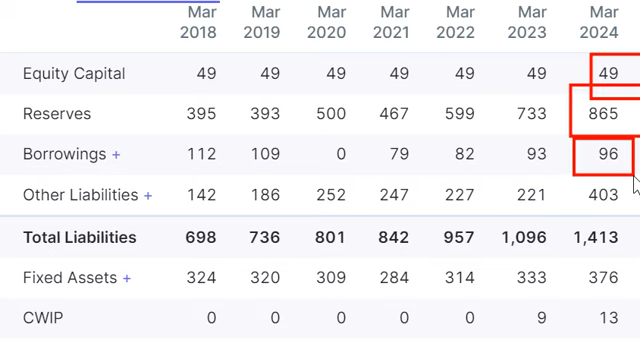 Mar Mar Mar Mar Mar Mar Mar
2018 2019 2020 2021 2022 2023 2024
Equity Capital 49 49 49 49 49 49 49
Reserves 395 393 500 467 599 733 865
Borrowings + 112 109 0 79 82 93 96
Other Liabilities + 142 186 252 247 227 221 403
Total Liabilities 698 736 801 842 957 1,096 1,413
Fixed Assets + 324 320 309 284 314 333 376
CWIP 0 0 0 0 0 9 13